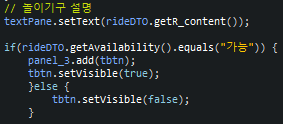 // 놀이기구 설명
textPane.setText(rideDTO.getR_content());
if(rideDTO.getAvailability().equals("가능")) {
panel_3.add(tbtn);
tbtn.setVisible(true);
}else {
tbtn.setVisible(false);
}